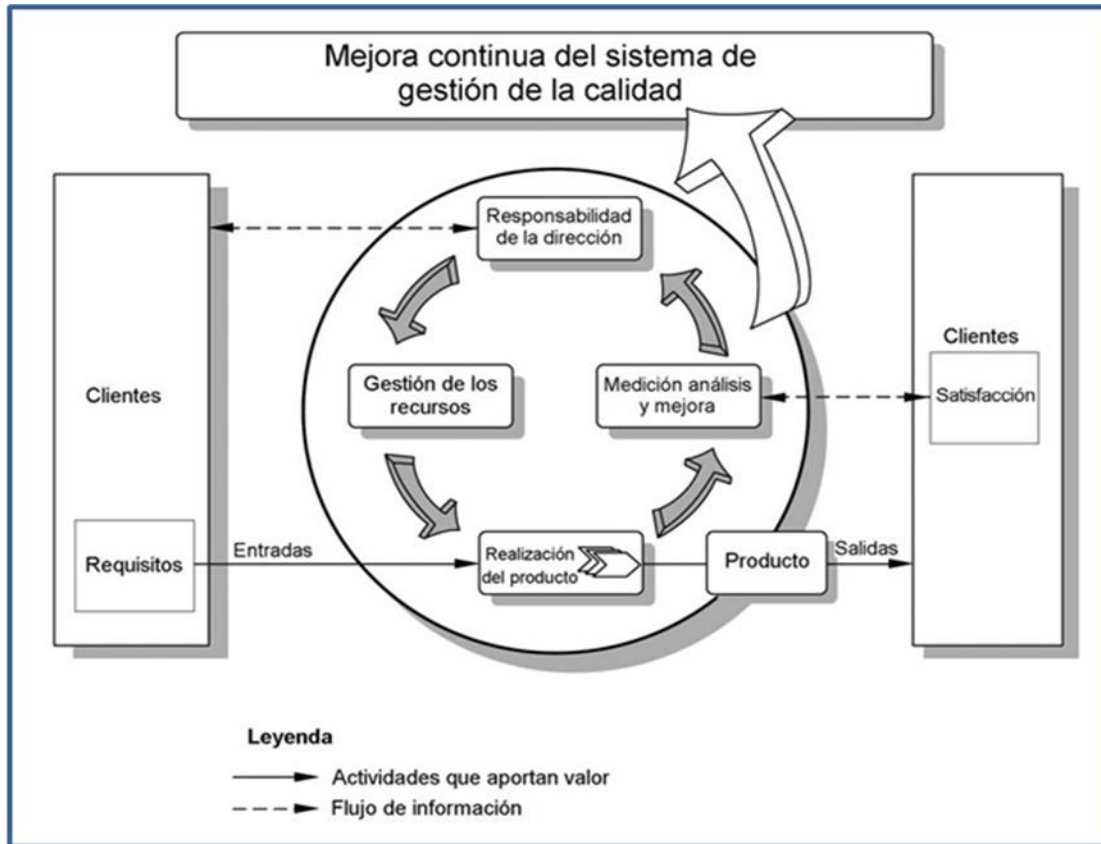 Mejora continua del sistema de
gestión de la calidad
Responsabilidad
de la dirección
Clientes
Gestión de los
recursos
Medición análisis
y mejora
Clientes
Satisfacción
Requisitos
Entradas
Realización
del producto
Producto
Salidas
Leyenda
Actividades que aportan valor
Flujo de información